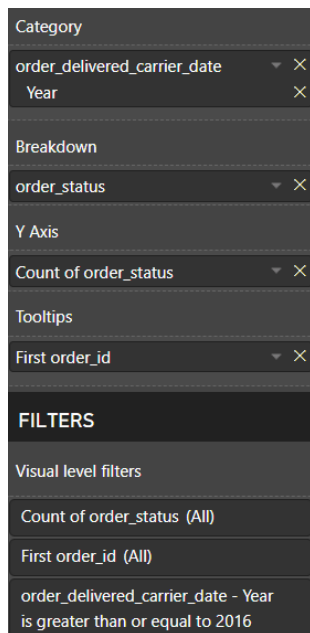 Category
order_delivered_carrier_date
Year
Breakdown
order_status
Y Axis
Count of order_status
Tooltips
First order_id
FILTERS
Visual level filters
Count of order_status (All)
First order_id (All)
order_delivered_carrier_date - Year
is greater than or equal to 2016